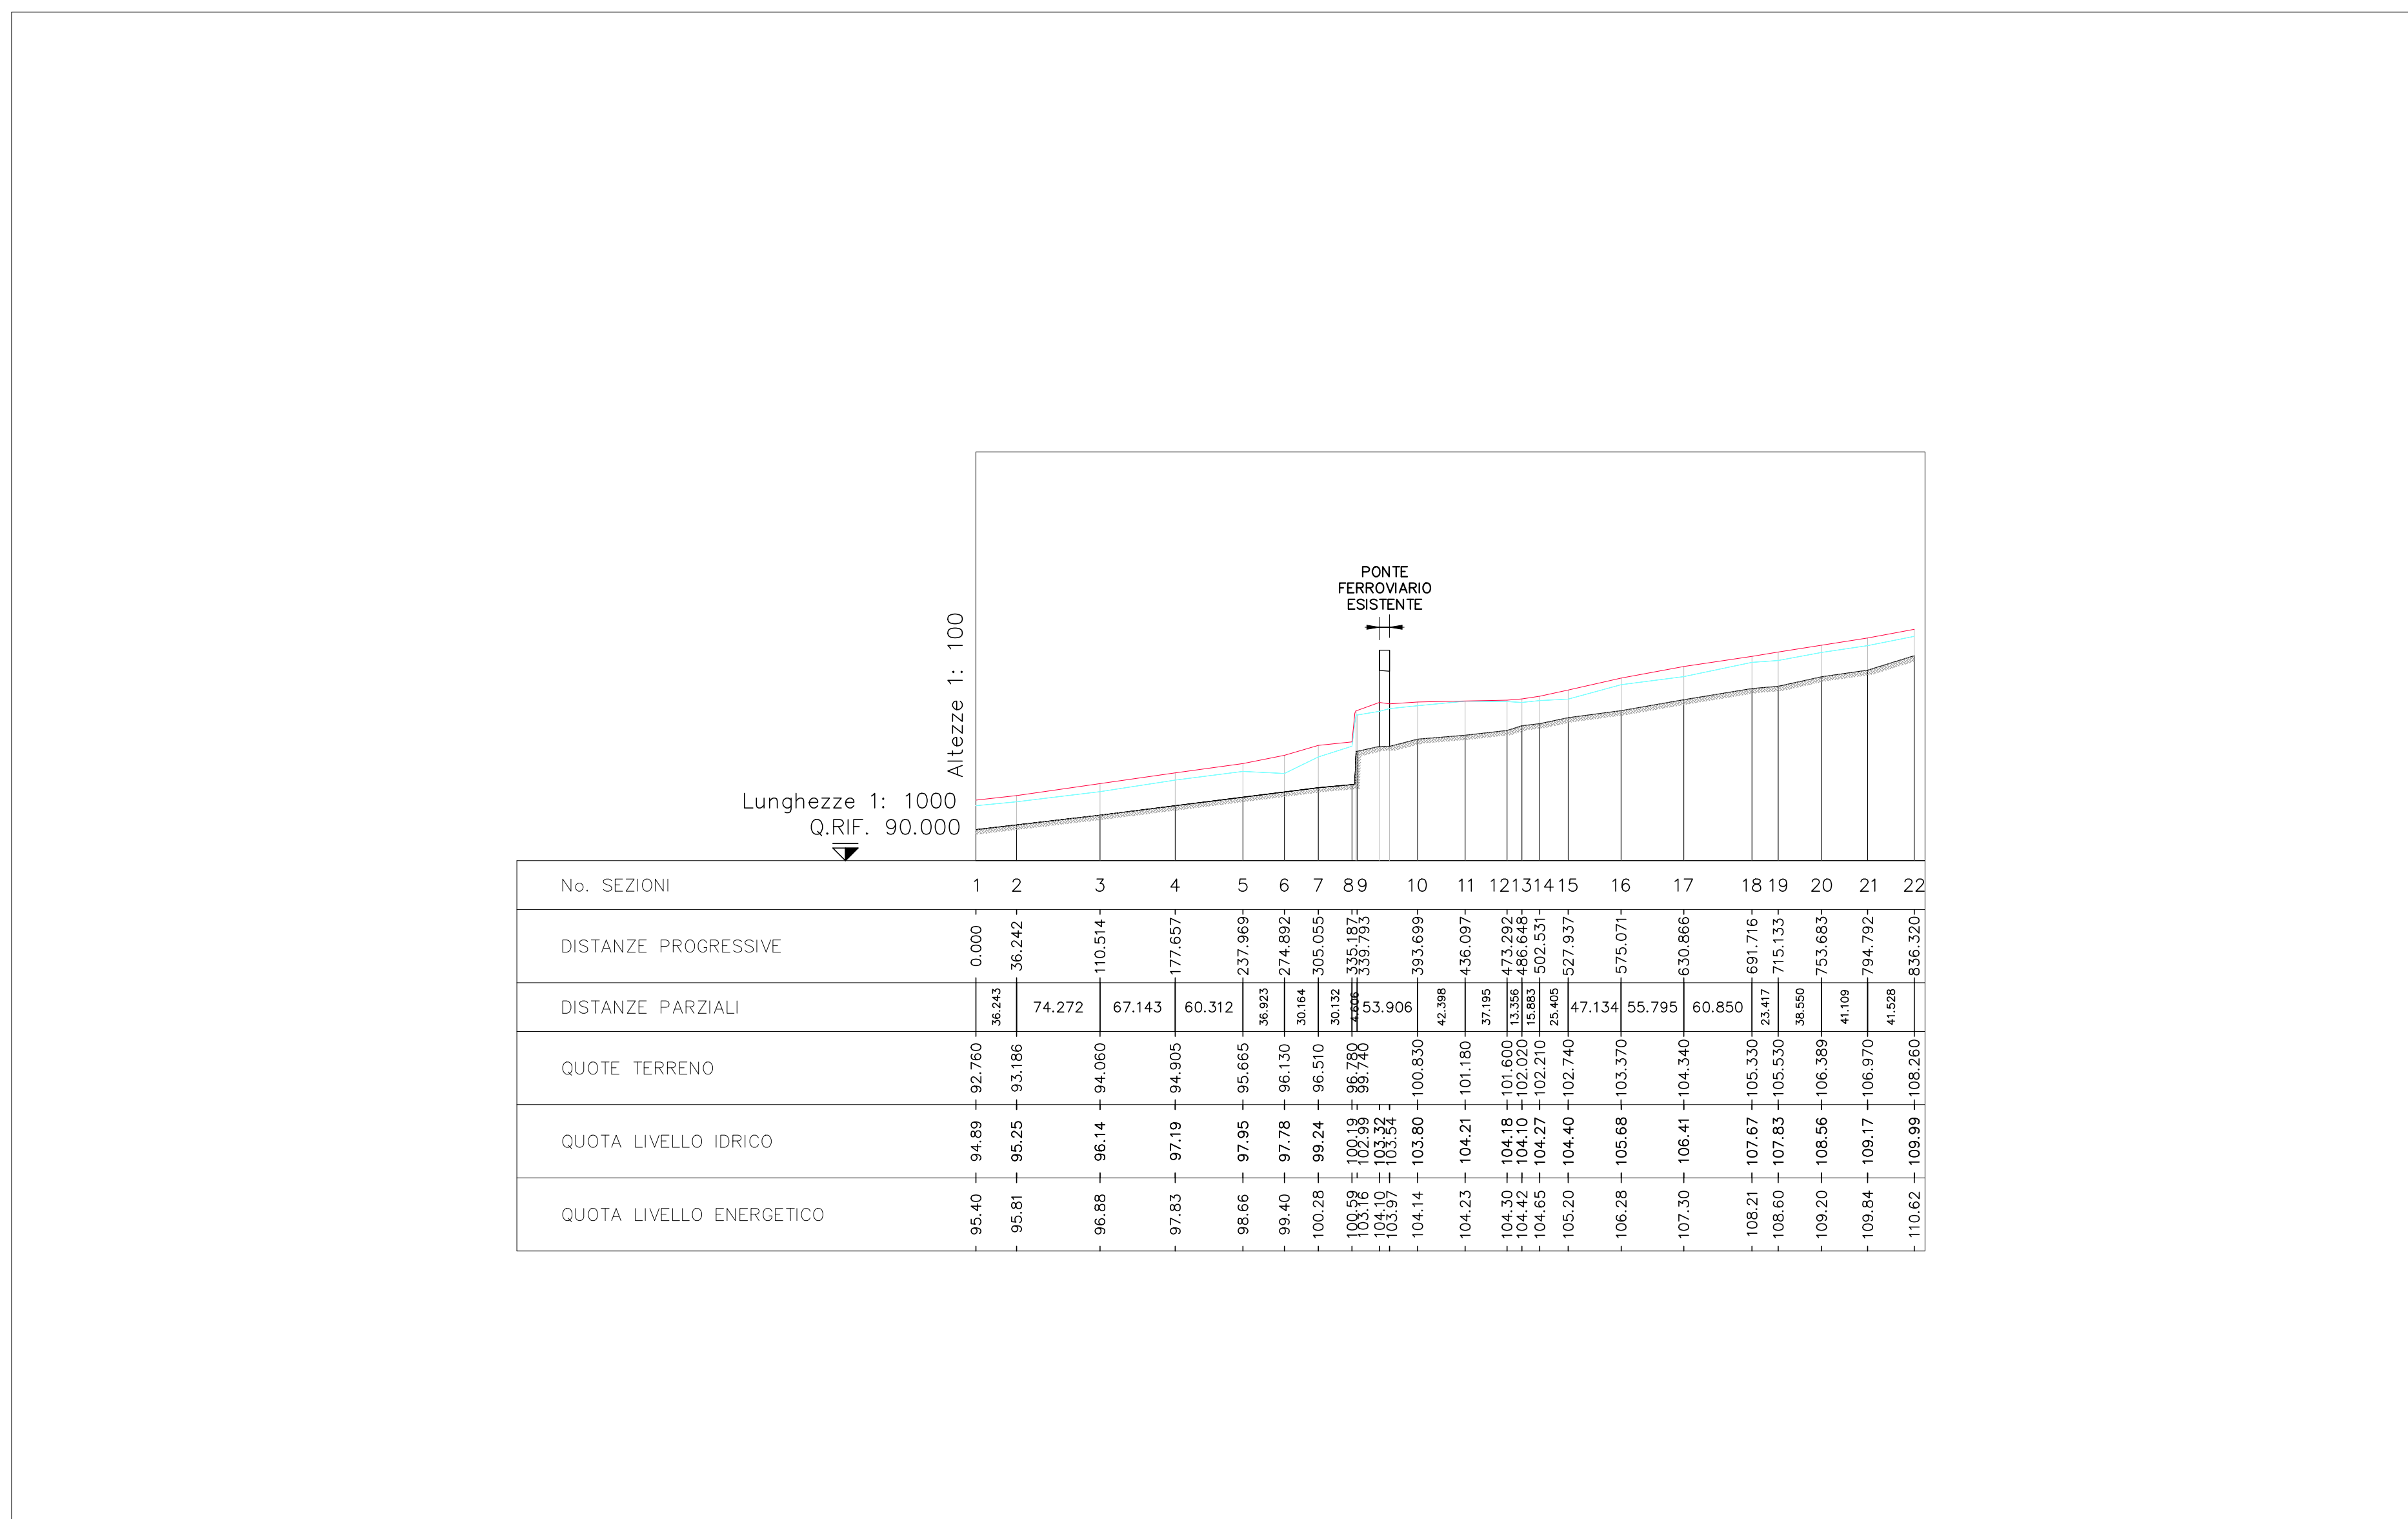 PONTE
FERROVIARIO
ESISTENTE
Altezze 1: 100
Lunghezze 1: 1000
Q.RIF. 90.000
No. SEZIONI 1 2 3 4 5 6 7 8 9 10 11 12 13 14 15 16 17 18 19 20 21 22
DISTANZE PROGRESSIVE 0.000 36.242 110.514 177.657 237.969 274.892 305.055 335.187 339.793 393.699 436.097 473.292 486.648 502.531 527.937 575.071 630.866 691.716 715.133 753.683 794.792 836.320
DISTANZE PARZIALI 36.243 74.272 67.143 60.312 36.923 30.164 30.132 4.606 53.906 42.398 37.195 13.356 15.883 25.405 47.134 55.795 60.850 23.417 38.550 41.109 41.528
QUOTE TERRENO 92.760 93.186 94.060 94.905 95.665 96.130 96.510 96.780 99.740 100.830 101.180 101.600 102.020 102.210 102.740 103.370 104.340 105.330 105.530 106.389 106.970 108.260
QUOTA LIVELLO IDRICO 94.89 95.25 96.14 97.19 97.95 97.78 99.24 100.19 102.99 103.32 103.54 103.80 104.21 104.18 104.10 104.27 104.40 105.68 106.41 107.67 107.83 108.56 109.17 109.99
QUOTA LIVELLO ENERGETICO 95.40 95.81 96.88 97.83 98.66 99.40 100.28 100.59 103.16 104.10 103.97 104.14 104.23 104.30 104.42 104.65 105.20 106.28 107.30 108.21 108.60 109.20 109.84 110.62